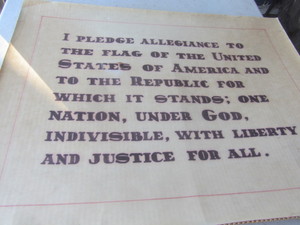 I PLEDGE ALLEGIANCE TO
THE FLAG OF THE UNITED
STATES OF AMERICA AND
TO THE REPUBLIC FOR
WHICH IT STANDS; ONE
NATION, UNDER GOD,
INDIVISIBLE, WITH LIBERTY
AND JUSTICE FOR ALL.